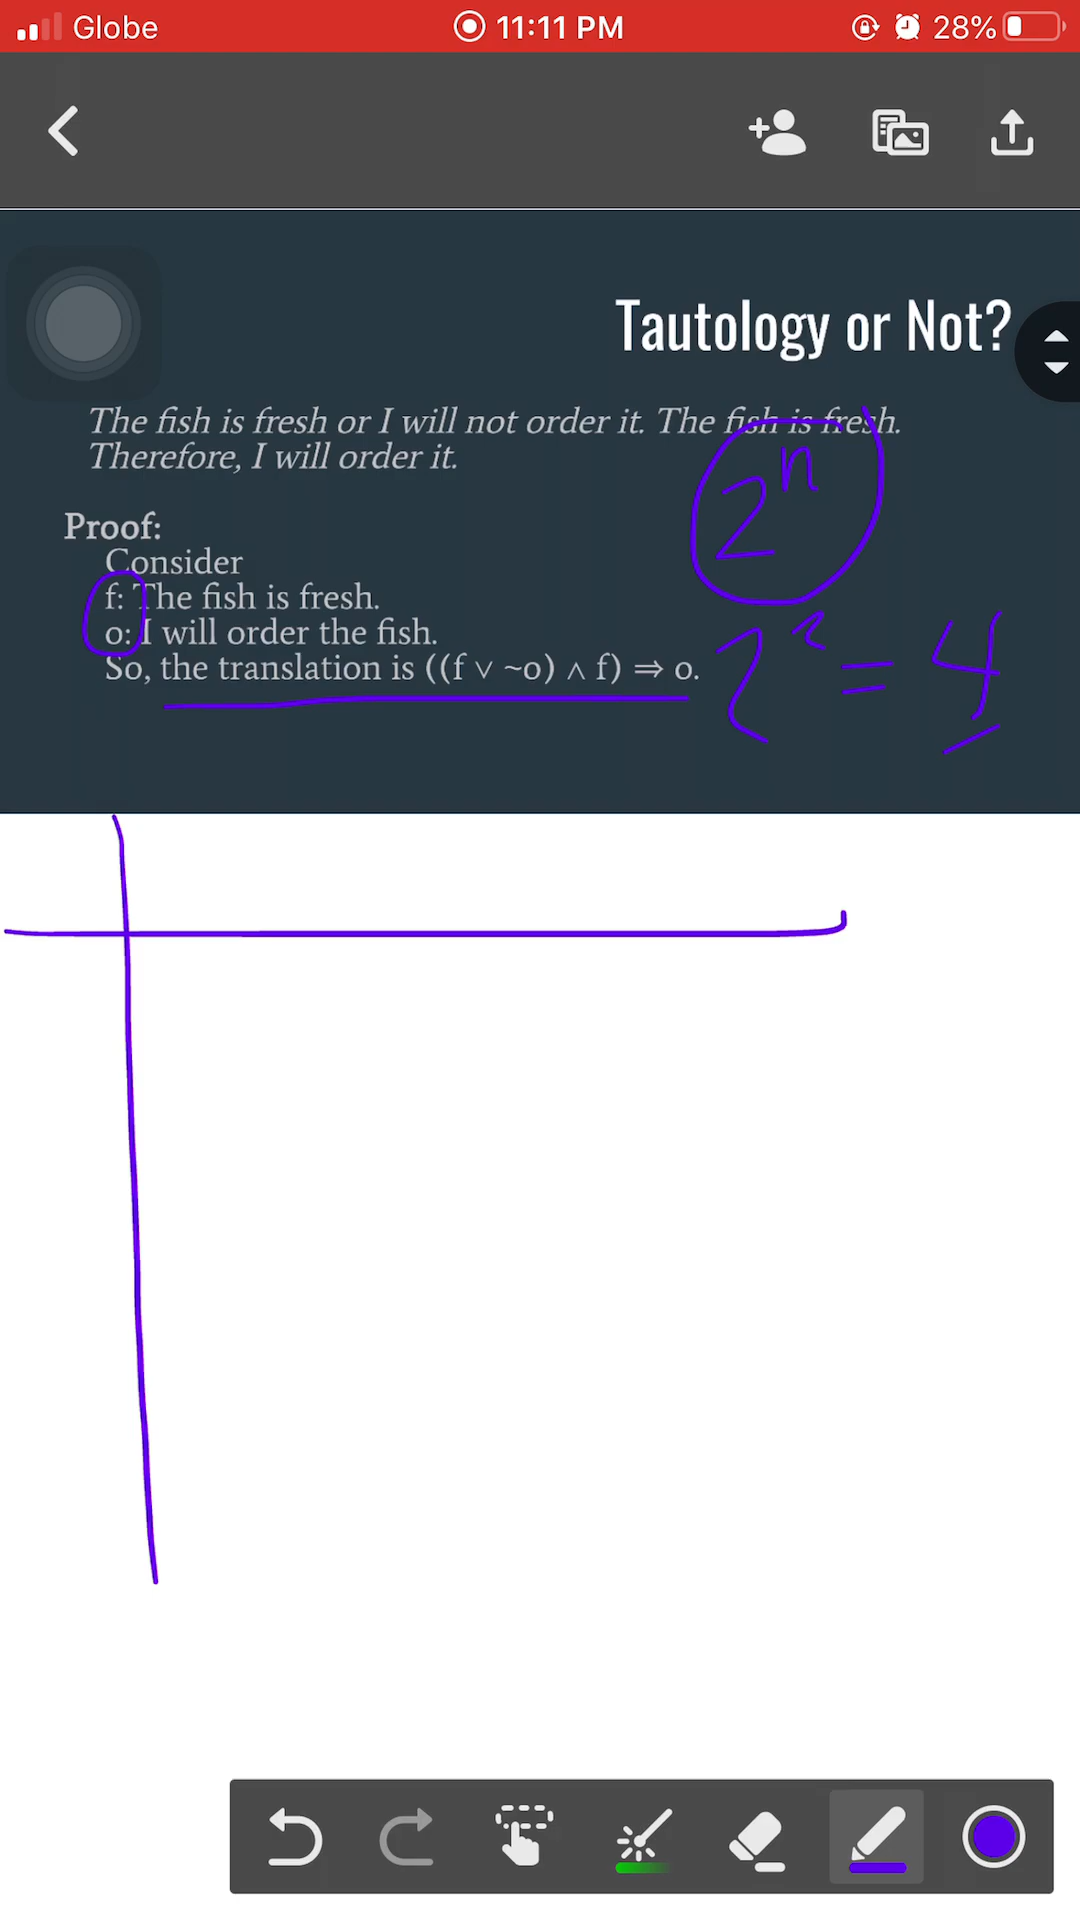 Globe 11:11 PM 28%
Tautology or Not?
The fish is fresh or I will not order it. The fish is fresh.
Therefore, I will order it.
2ⁿ
Proof:
Consider
f: The fish is fresh.
o: I will order the fish.
So, the translation is ((f ∨ ~o) ∧ f) ⇒ o.
2² = 4